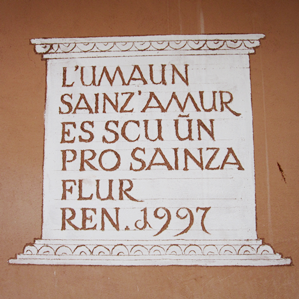 L'UMAUN
SAINZ'AMUR
ES SCU ŨN
PRO SAINZA
FLUR
REN. 1997